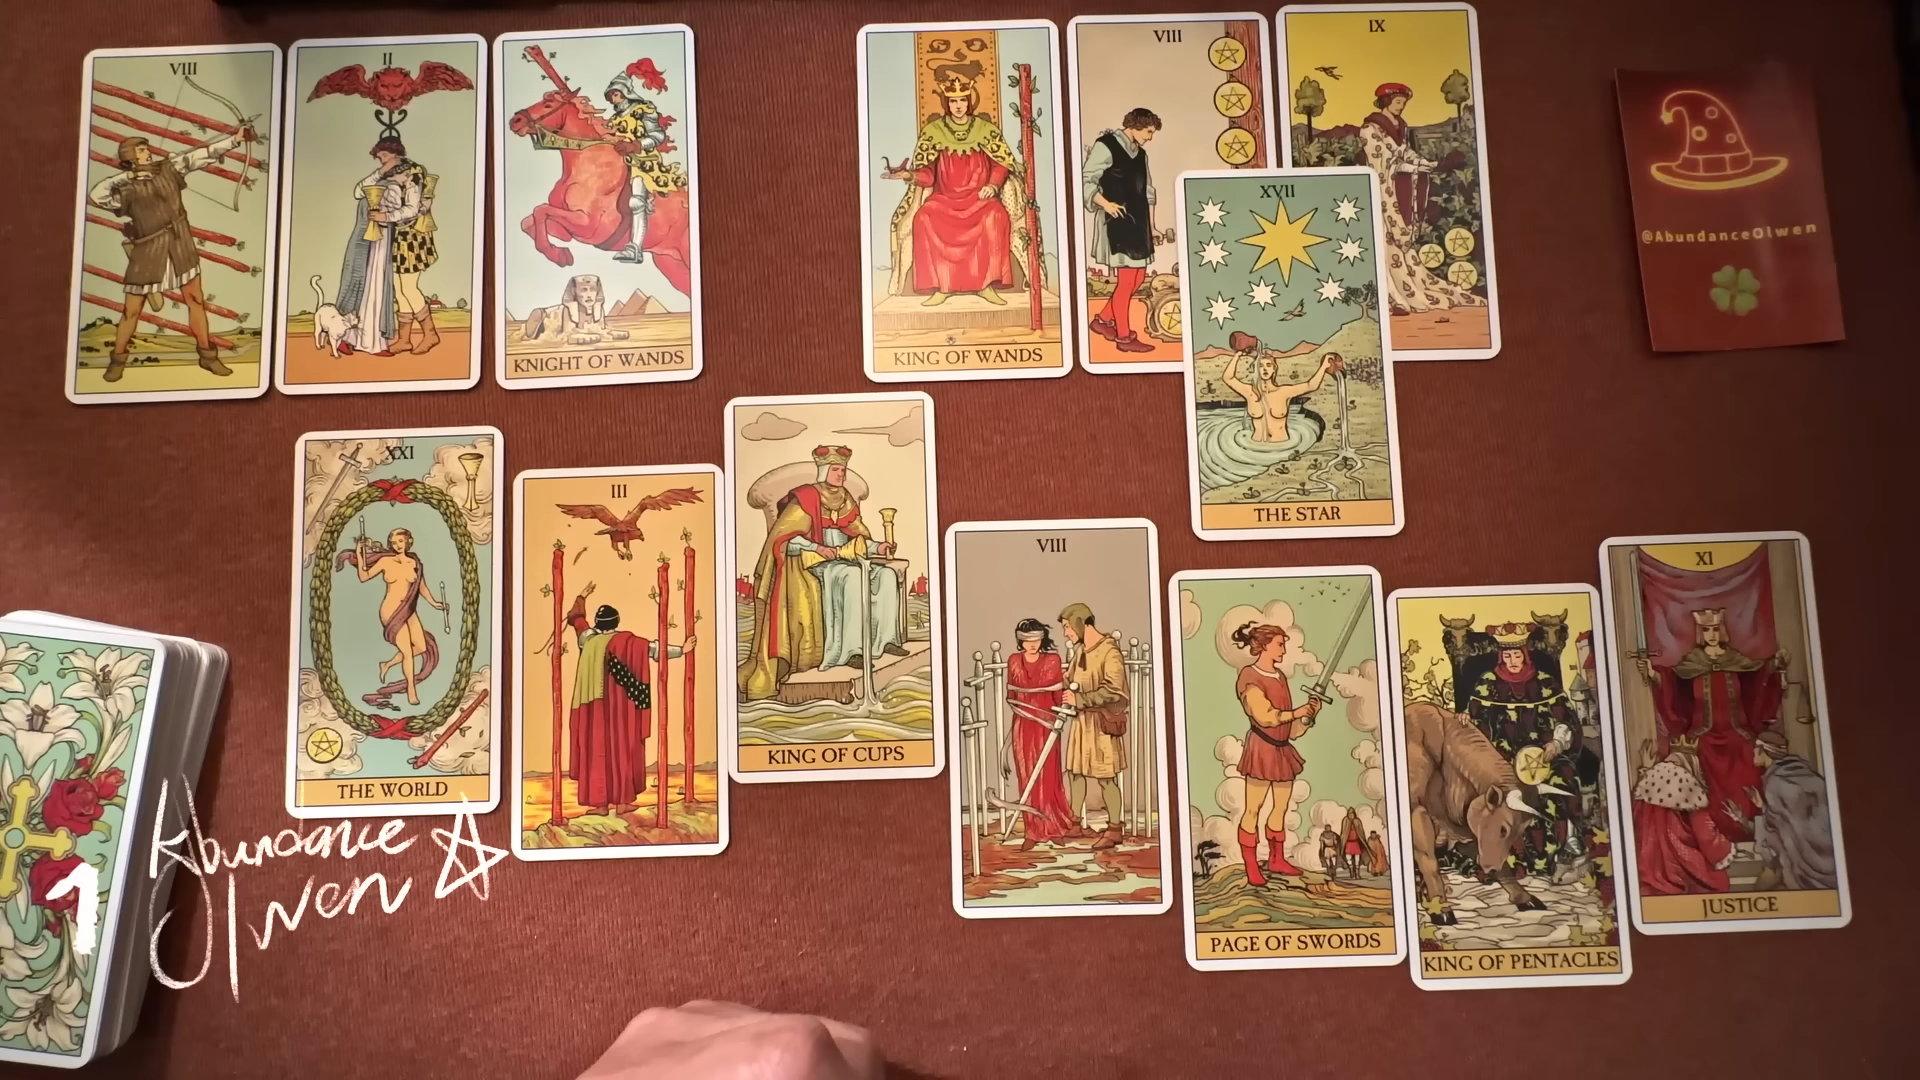 VIII
II
KNIGHT OF WANDS
KING OF WANDS
VIII
IX
XVII
THE STAR
@AbundanceOlwen
XXI
THE WORLD
III
KING OF CUPS
VIII
PAGE OF SWORDS
KING OF PENTACLES
XI
JUSTICE
1
Abundance
Olwen